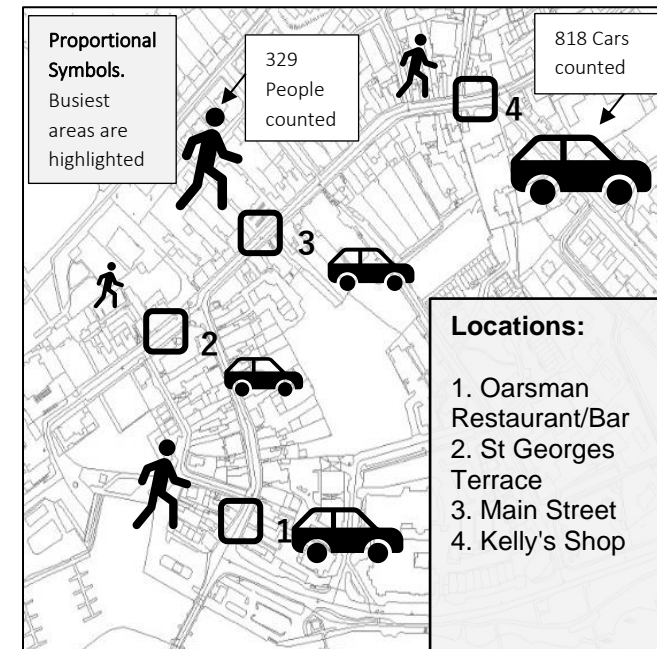 Proportional
Symbols.
Busiest
areas are
highlighted
329
People
counted
818 Cars
counted
4
3
2
1
Locations:
1. Oarsman
Restaurant/Bar
2. St Georges
Terrace
3. Main Street
4. Kelly's Shop